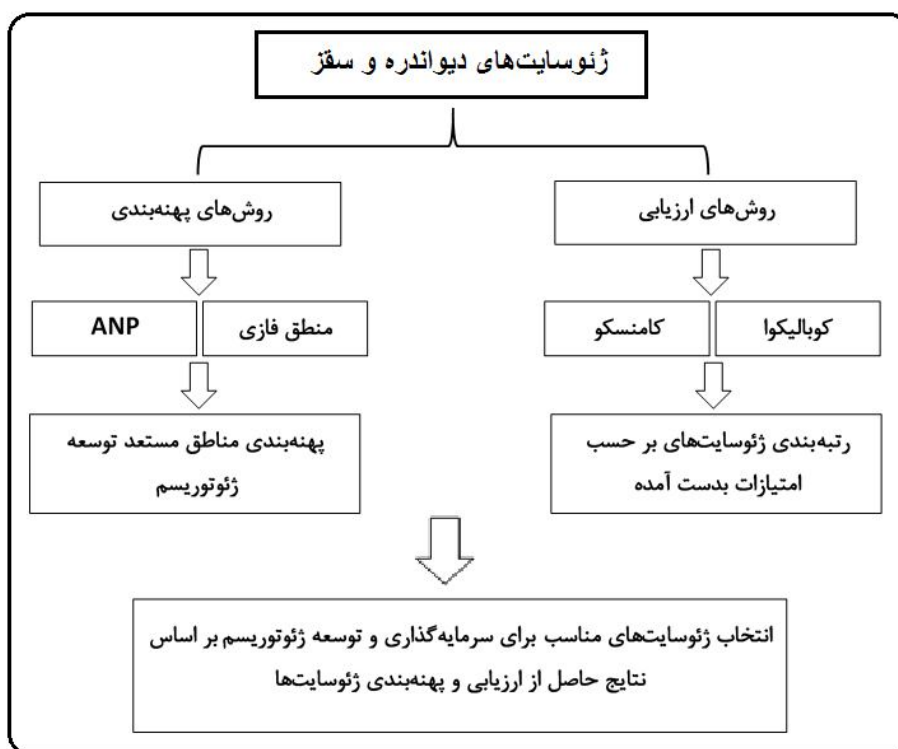 ژئوسایت‌های دیواندره و سقز
روش‌های ارزیابی
روش‌های پهنه‌بندی
کوبالیکوا
کامنسکو
منطق فازی
ANP
رتبه‌بندی ژئوسایت‌های بر حسب
امتیازات بدست آمده
پهنه‌بندی مناطق مستعد توسعه
ژئوتوریسم
انتخاب ژئوسایت‌های مناسب برای سرمایه‌گذاری و توسعه ژئوتوریسم بر اساس
نتایج حاصل از ارزیابی و پهنه‌بندی ژئوسایت‌ها